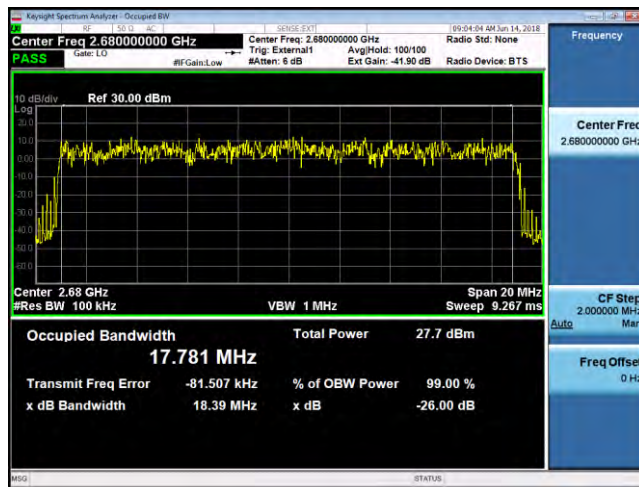 Keysight Spectrum Analyzer - Occupied BW
RF 50 Ω AC SENSE:EXT 09:04:04 AM Jun 14, 2018
Center Freq 2.680000000 GHz Center Freq: 2.680000000 GHz Radio Std: None Frequency
PASS Gate: LO Trig: External1 Avg|Hold: 100/100
#IFGain:Low #Atten: 6 dB Ext Gain: -41.90 dB Radio Device: BTS
10 dB/div Ref 30.00 dBm
Log
20.0
10.0
0.00
-10.0
-20.0
-30.0
-40.0
-50.0
-60.0
Center Freq
2.680000000 GHz
Center 2.68 GHz Span 20 MHz
#Res BW 100 kHz VBW 1 MHz Sweep 9.267 ms
CF Step
2.000000 MHz
Auto Man
Occupied Bandwidth Total Power 27.7 dBm
17.781 MHz
Freq Offset
0 Hz
Transmit Freq Error -81.507 kHz % of OBW Power 99.00 %
x dB Bandwidth 18.39 MHz x dB -26.00 dB
MSG STATUS